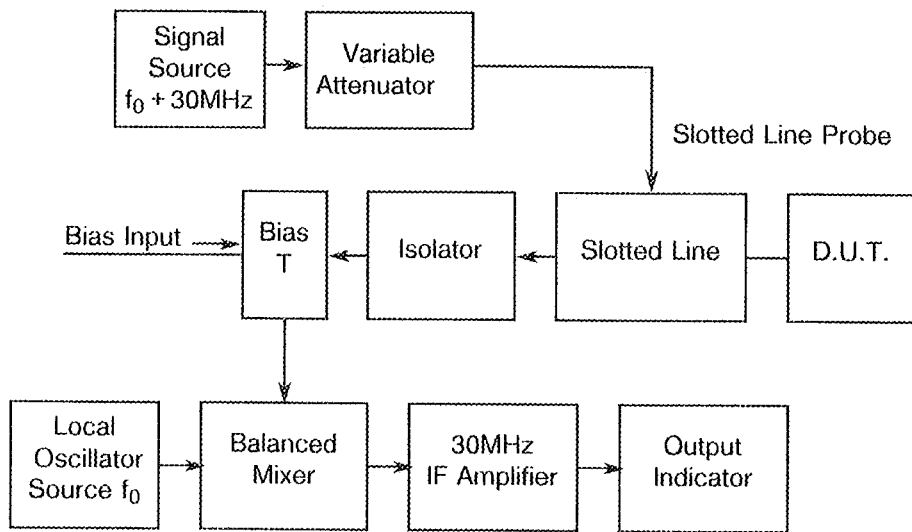 Signal
Source
f₀ + 30MHz
Variable
Attenuator
Slotted Line Probe
Bias Input
Bias
T
Isolator
Slotted Line
D.U.T.
Local
Oscillator
Source f₀
Balanced
Mixer
30MHz
IF Amplifier
Output
Indicator